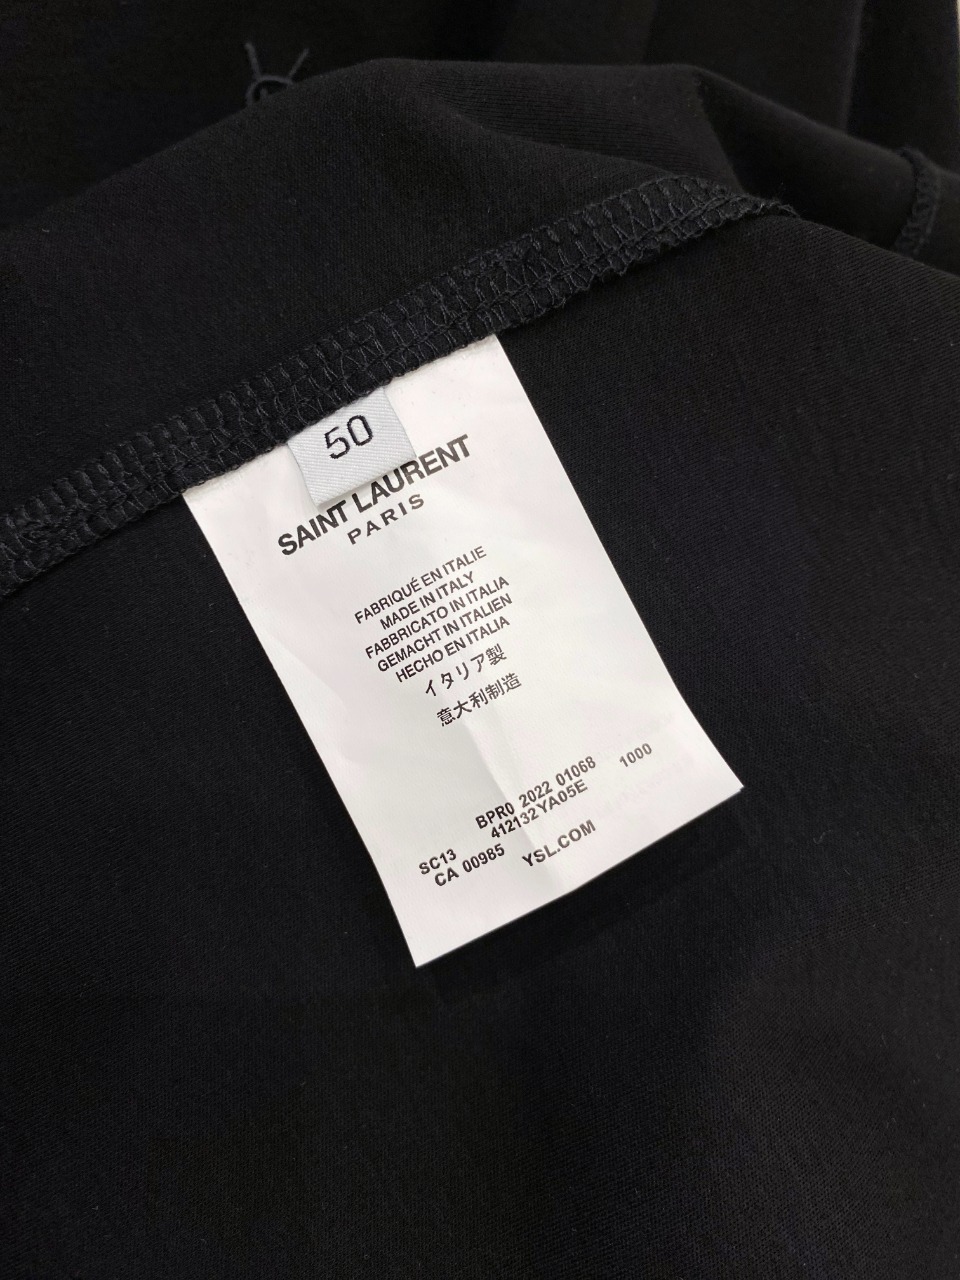 50
SAINT LAURENT
PARIS
FABRIQUÉ EN ITALIE
MADE IN ITALY
FABBRICATO IN ITALIA
GEMACHT IN ITALIEN
HECHO EN ITALIA
イタリア製
意大利制造
BPR0 2022 01068 1000
412132YA05E
SC13
CA 00985 YSL.COM